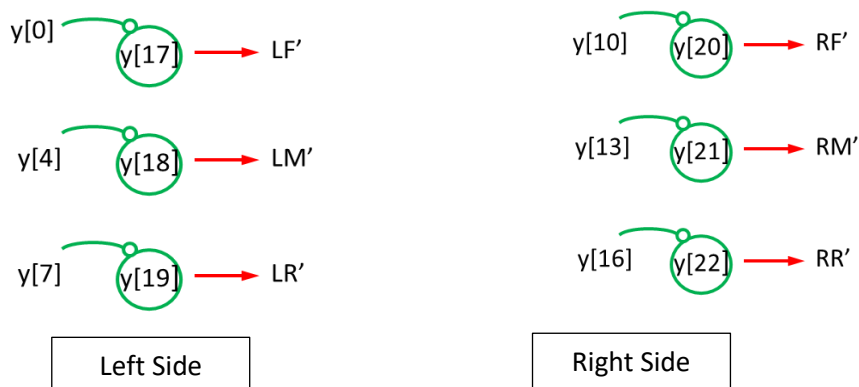 y[0]
y[17]
LF’
y[4]
y[18]
LM’
y[7]
y[19]
LR’
Left Side
y[10]
y[20]
RF’
y[13]
y[21]
RM’
y[16]
y[22]
RR’
Right Side